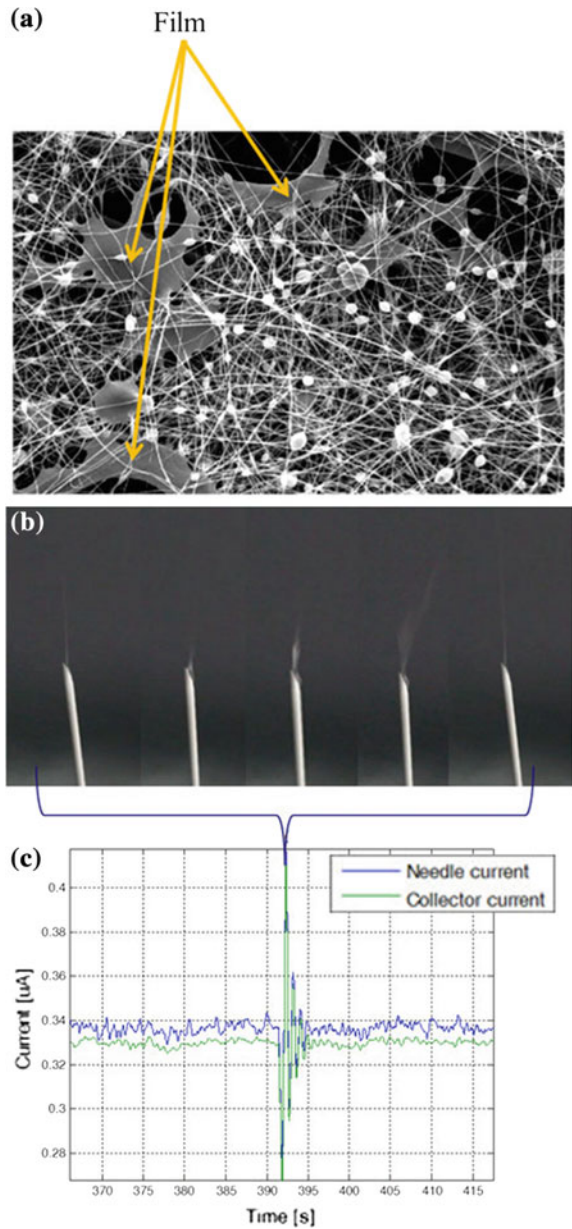 (a)
Film
(b)
(c)
Needle current
Collector current
0.4
0.38
0.36
0.34
0.33
0.3
0.28
Current [uA]
370 375 380 385 390 395 400 405 410 415
Time [s]